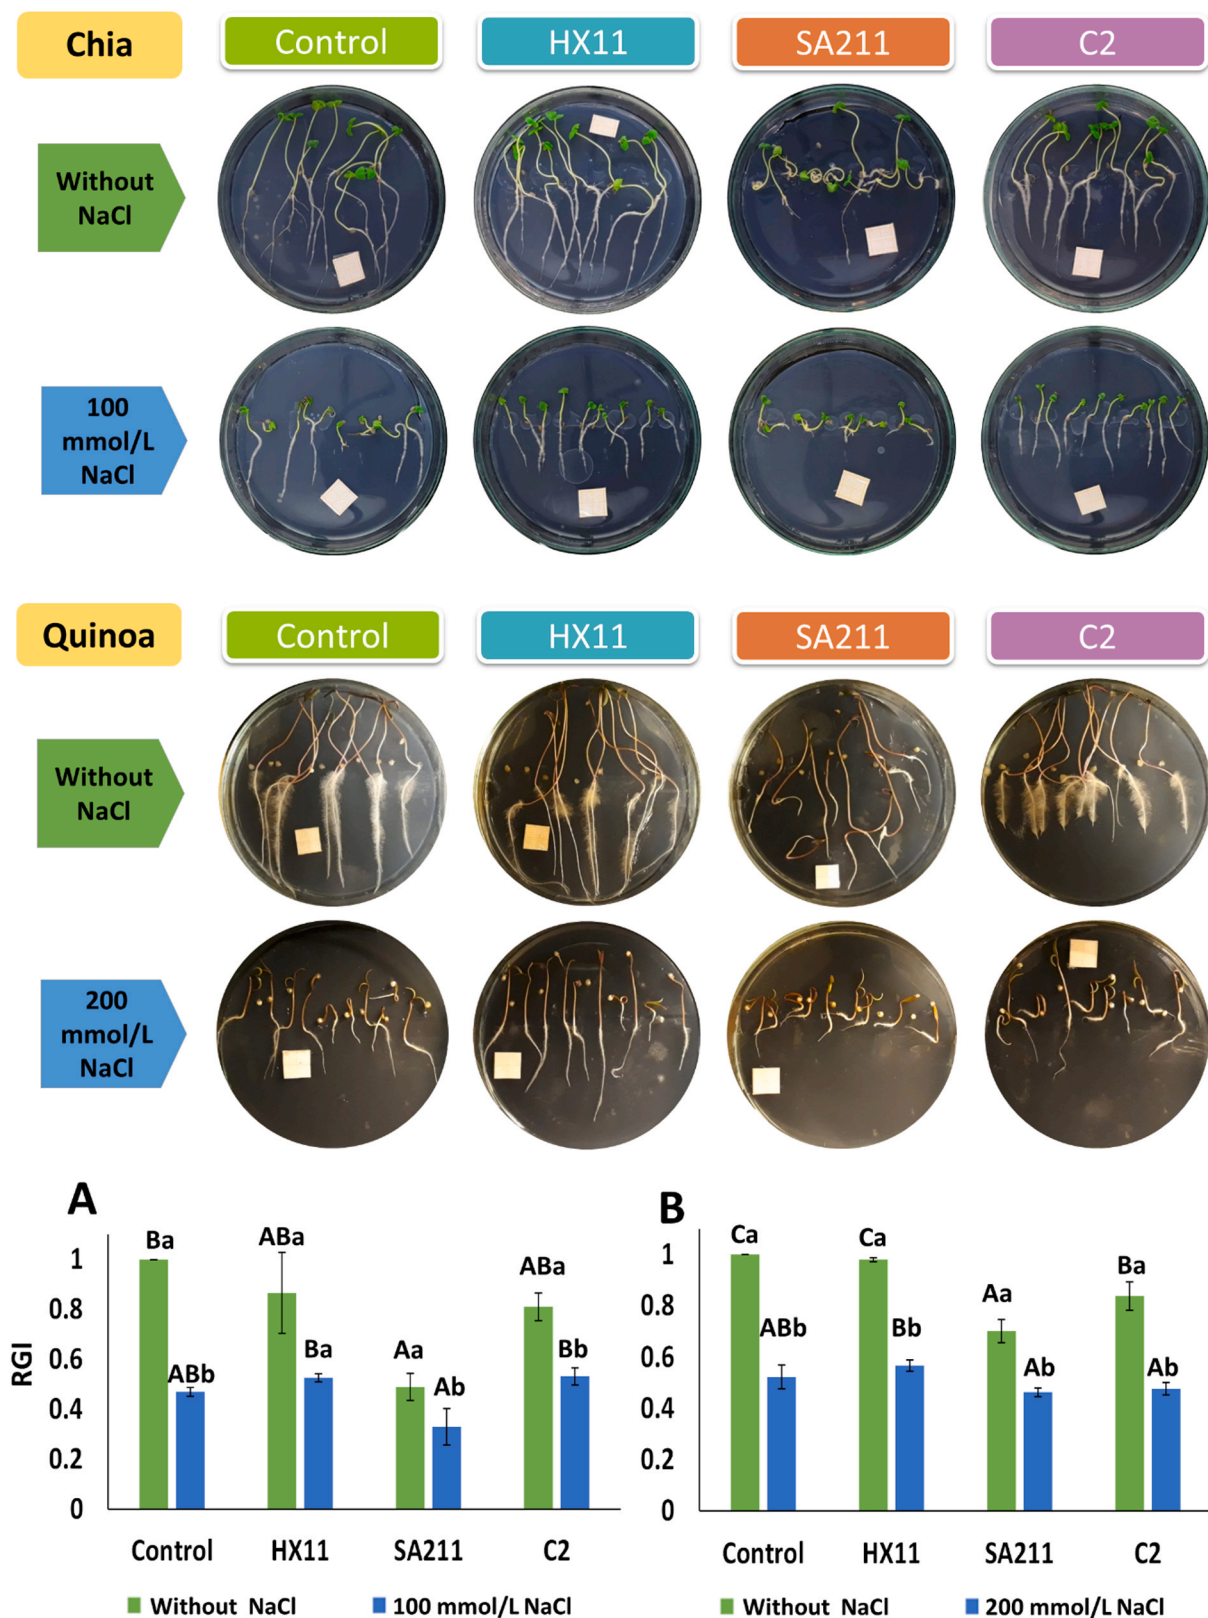 Chia
Control
HX11
SA211
C2
Without
NaCl
100
mmol/L
NaCl
Quinoa
Control
HX11
SA211
C2
Without
NaCl
200
mmol/L
NaCl
A
RGI
1
0.8
0.6
0.4
0.2
0
Ba
ABb
ABa
Ba
Aa
Ab
ABa
Bb
Control
HX11
SA211
C2
Without NaCl
100 mmol/L NaCl
B
1
0.8
0.6
0.4
0.2
0
Ca
ABb
Ca
Bb
Aa
Ab
Ba
Ab
Control
HX11
SA211
C2
Without NaCl
200 mmol/L NaCl